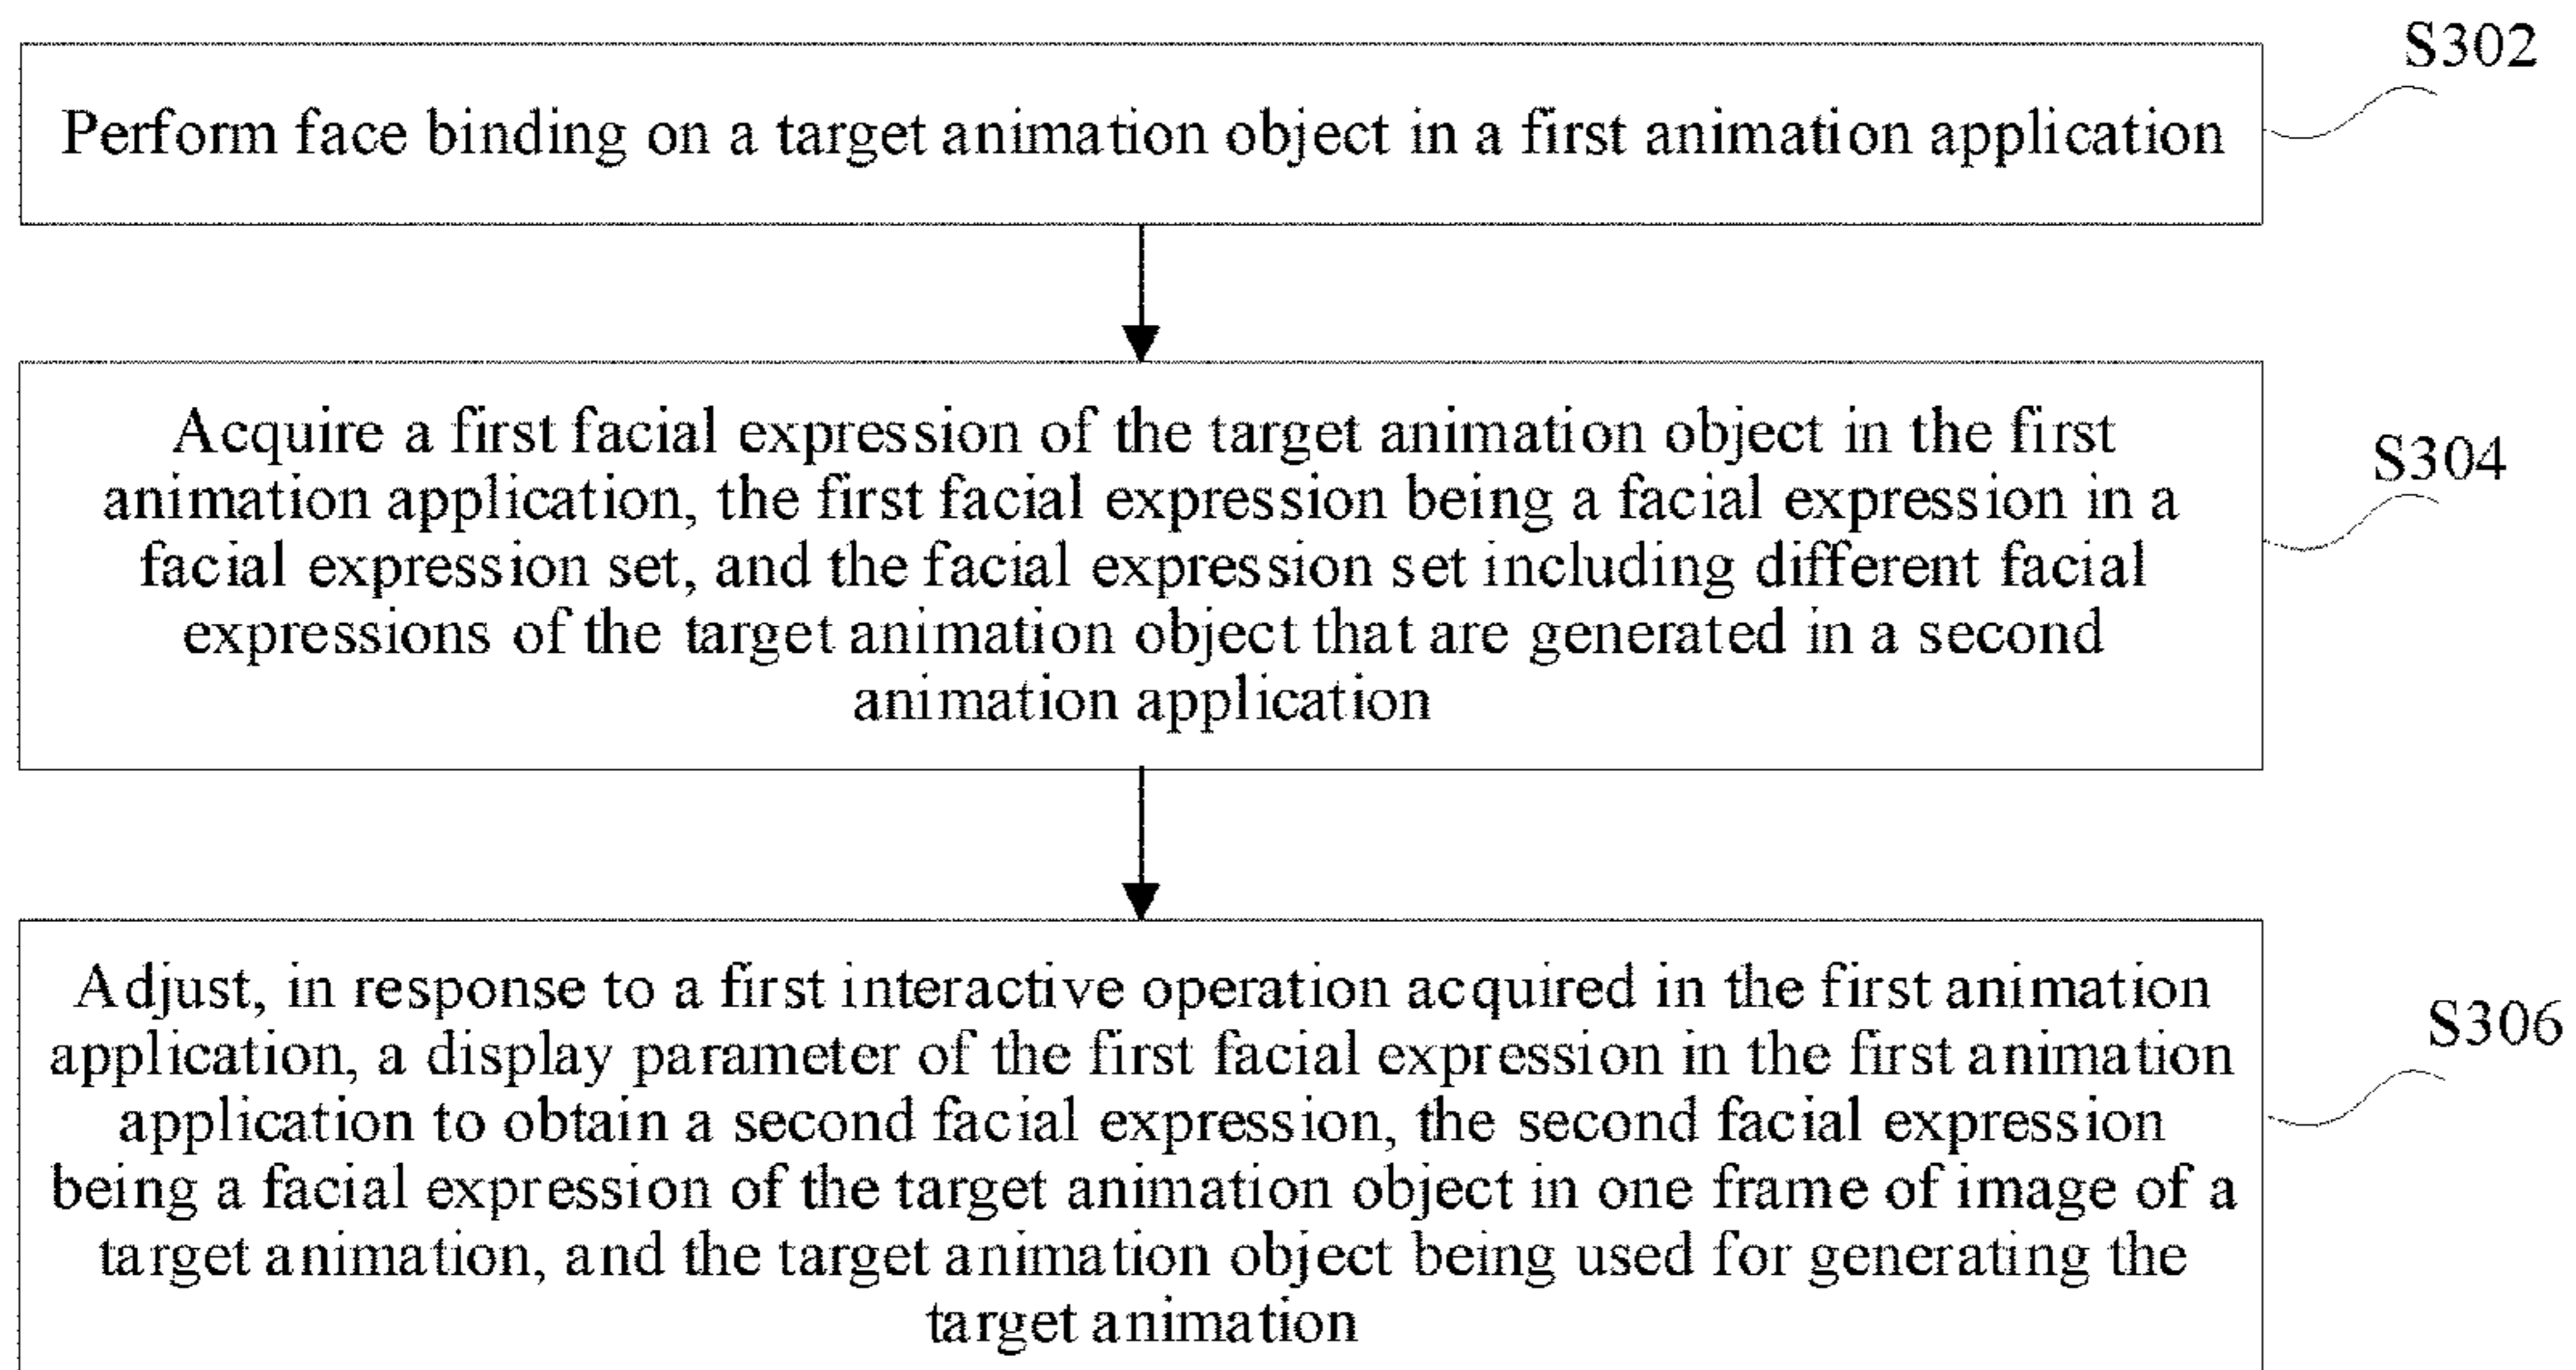 S302
Perform face binding on a target animation object in a first animation application
Acquire a first facial expression of the target animation object in the first
animation application, the first facial expression being a facial expression in a
facial expression set, and the facial expression set including different facial
expressions of the target animation object that are generated in a second
animation application
S304
Adjust, in response to a first interactive operation acquired in the first animation
application, a display parameter of the first facial expression in the first animation
application to obtain a second facial expression, the second facial expression
being a facial expression of the target animation object in one frame of image of a
target animation, and the target animation object being used for generating the
target animation
S306